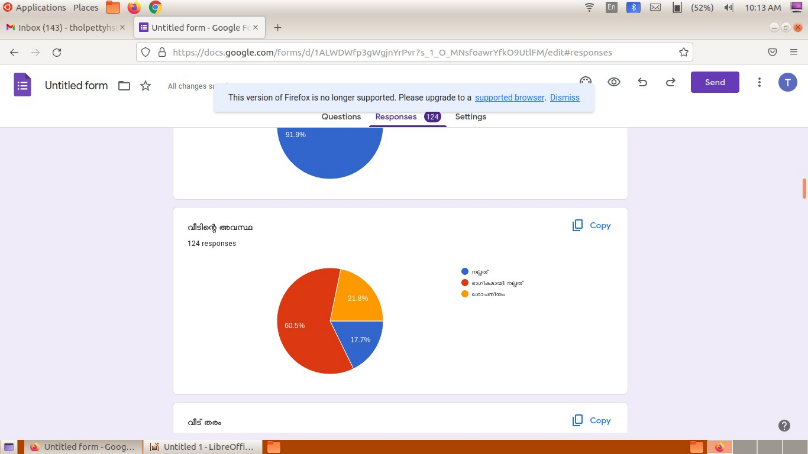 Applications Places En (52%) 10:13 AM
Inbox (143) - tholpettyhs Untitled form - Google Fo
https://docs.google.com/forms/d/1ALWDWfp3gWgjnYrPvr7s_1_O_MNsfoawrYfkO9UtlFM/edit#responses
Untitled form All changes sa Send T
This version of Firefox is no longer supported. Please upgrade to a supported browser. Dismiss
Questions Responses 124 Settings
91.9%
വീടിന്റെ അവസ്ഥ Copy
124 responses
നല്ലത്
ഭാഗികമായി നല്ലത്
ശോചനീയം
21.8%
60.5%
17.7%
വീട് തരം Copy
Untitled form - Goog... Untitled 1 - LibreOffi...